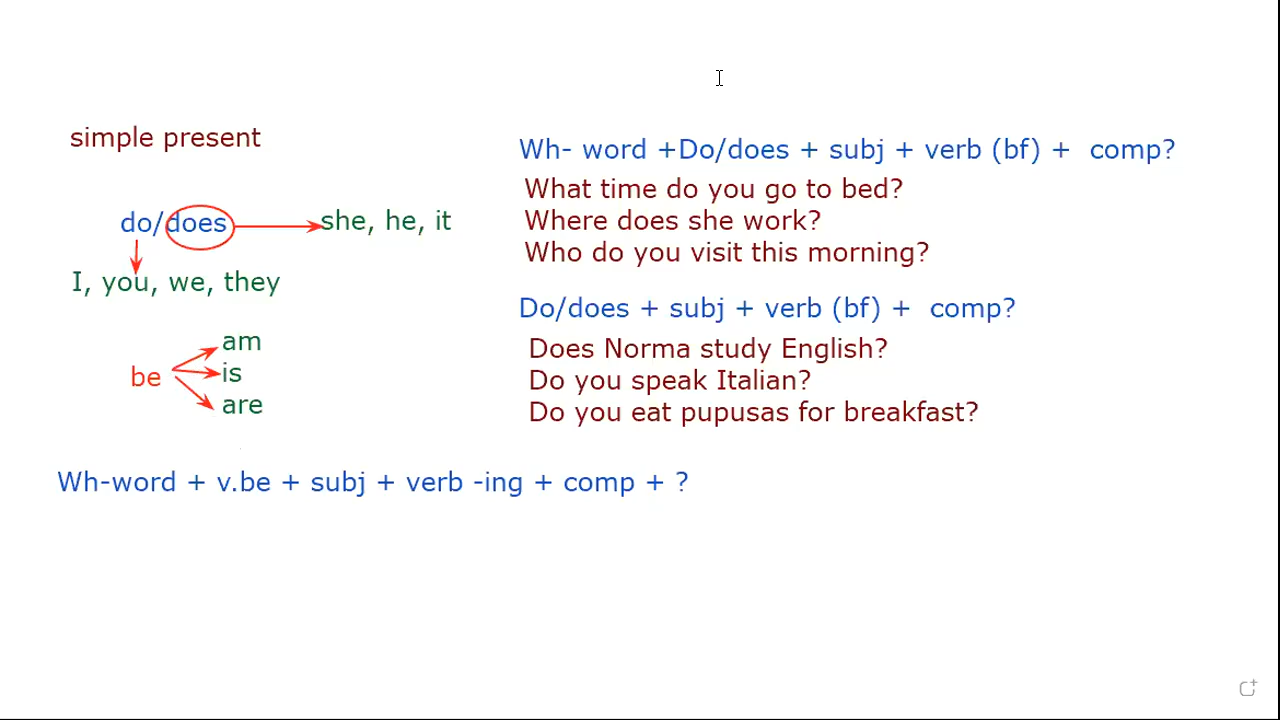 simple present
do/does
she, he, it
I, you, we, they
be
am
is
are
Wh-word + v.be + subj + verb -ing + comp + ?
Wh- word +Do/does + subj + verb (bf) + comp?
What time do you go to bed?
Where does she work?
Who do you visit this morning?
Do/does + subj + verb (bf) + comp?
Does Norma study English?
Do you speak Italian?
Do you eat pupusas for breakfast?